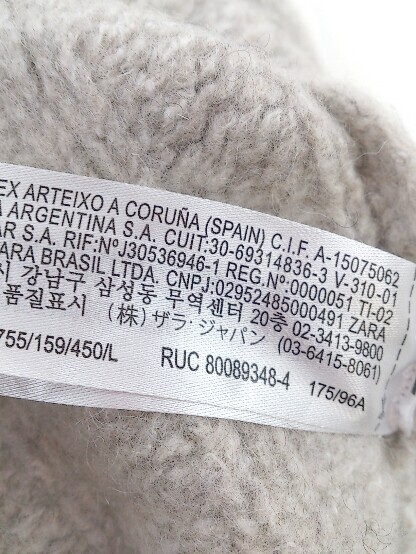 EX ARTEIXO A CORUÑA (SPAIN) C.I.F. A-15075062
A ARGENTINA S.A. CUIT:30-69314836-3 V-310-01
AR S.A. RIF:NºJ30536946-1 REG.Nº:0000051 TI-02
ARA BRASIL LTDA. CNPJ:02952485000491 ZARA
시 강남구 삼성동 무역센터 20층 02-3413-9800
품질표시 (株) ザラ・ジャパン (03-6415-8061)
755/159/450/L RUC 80089348-4 175/96A